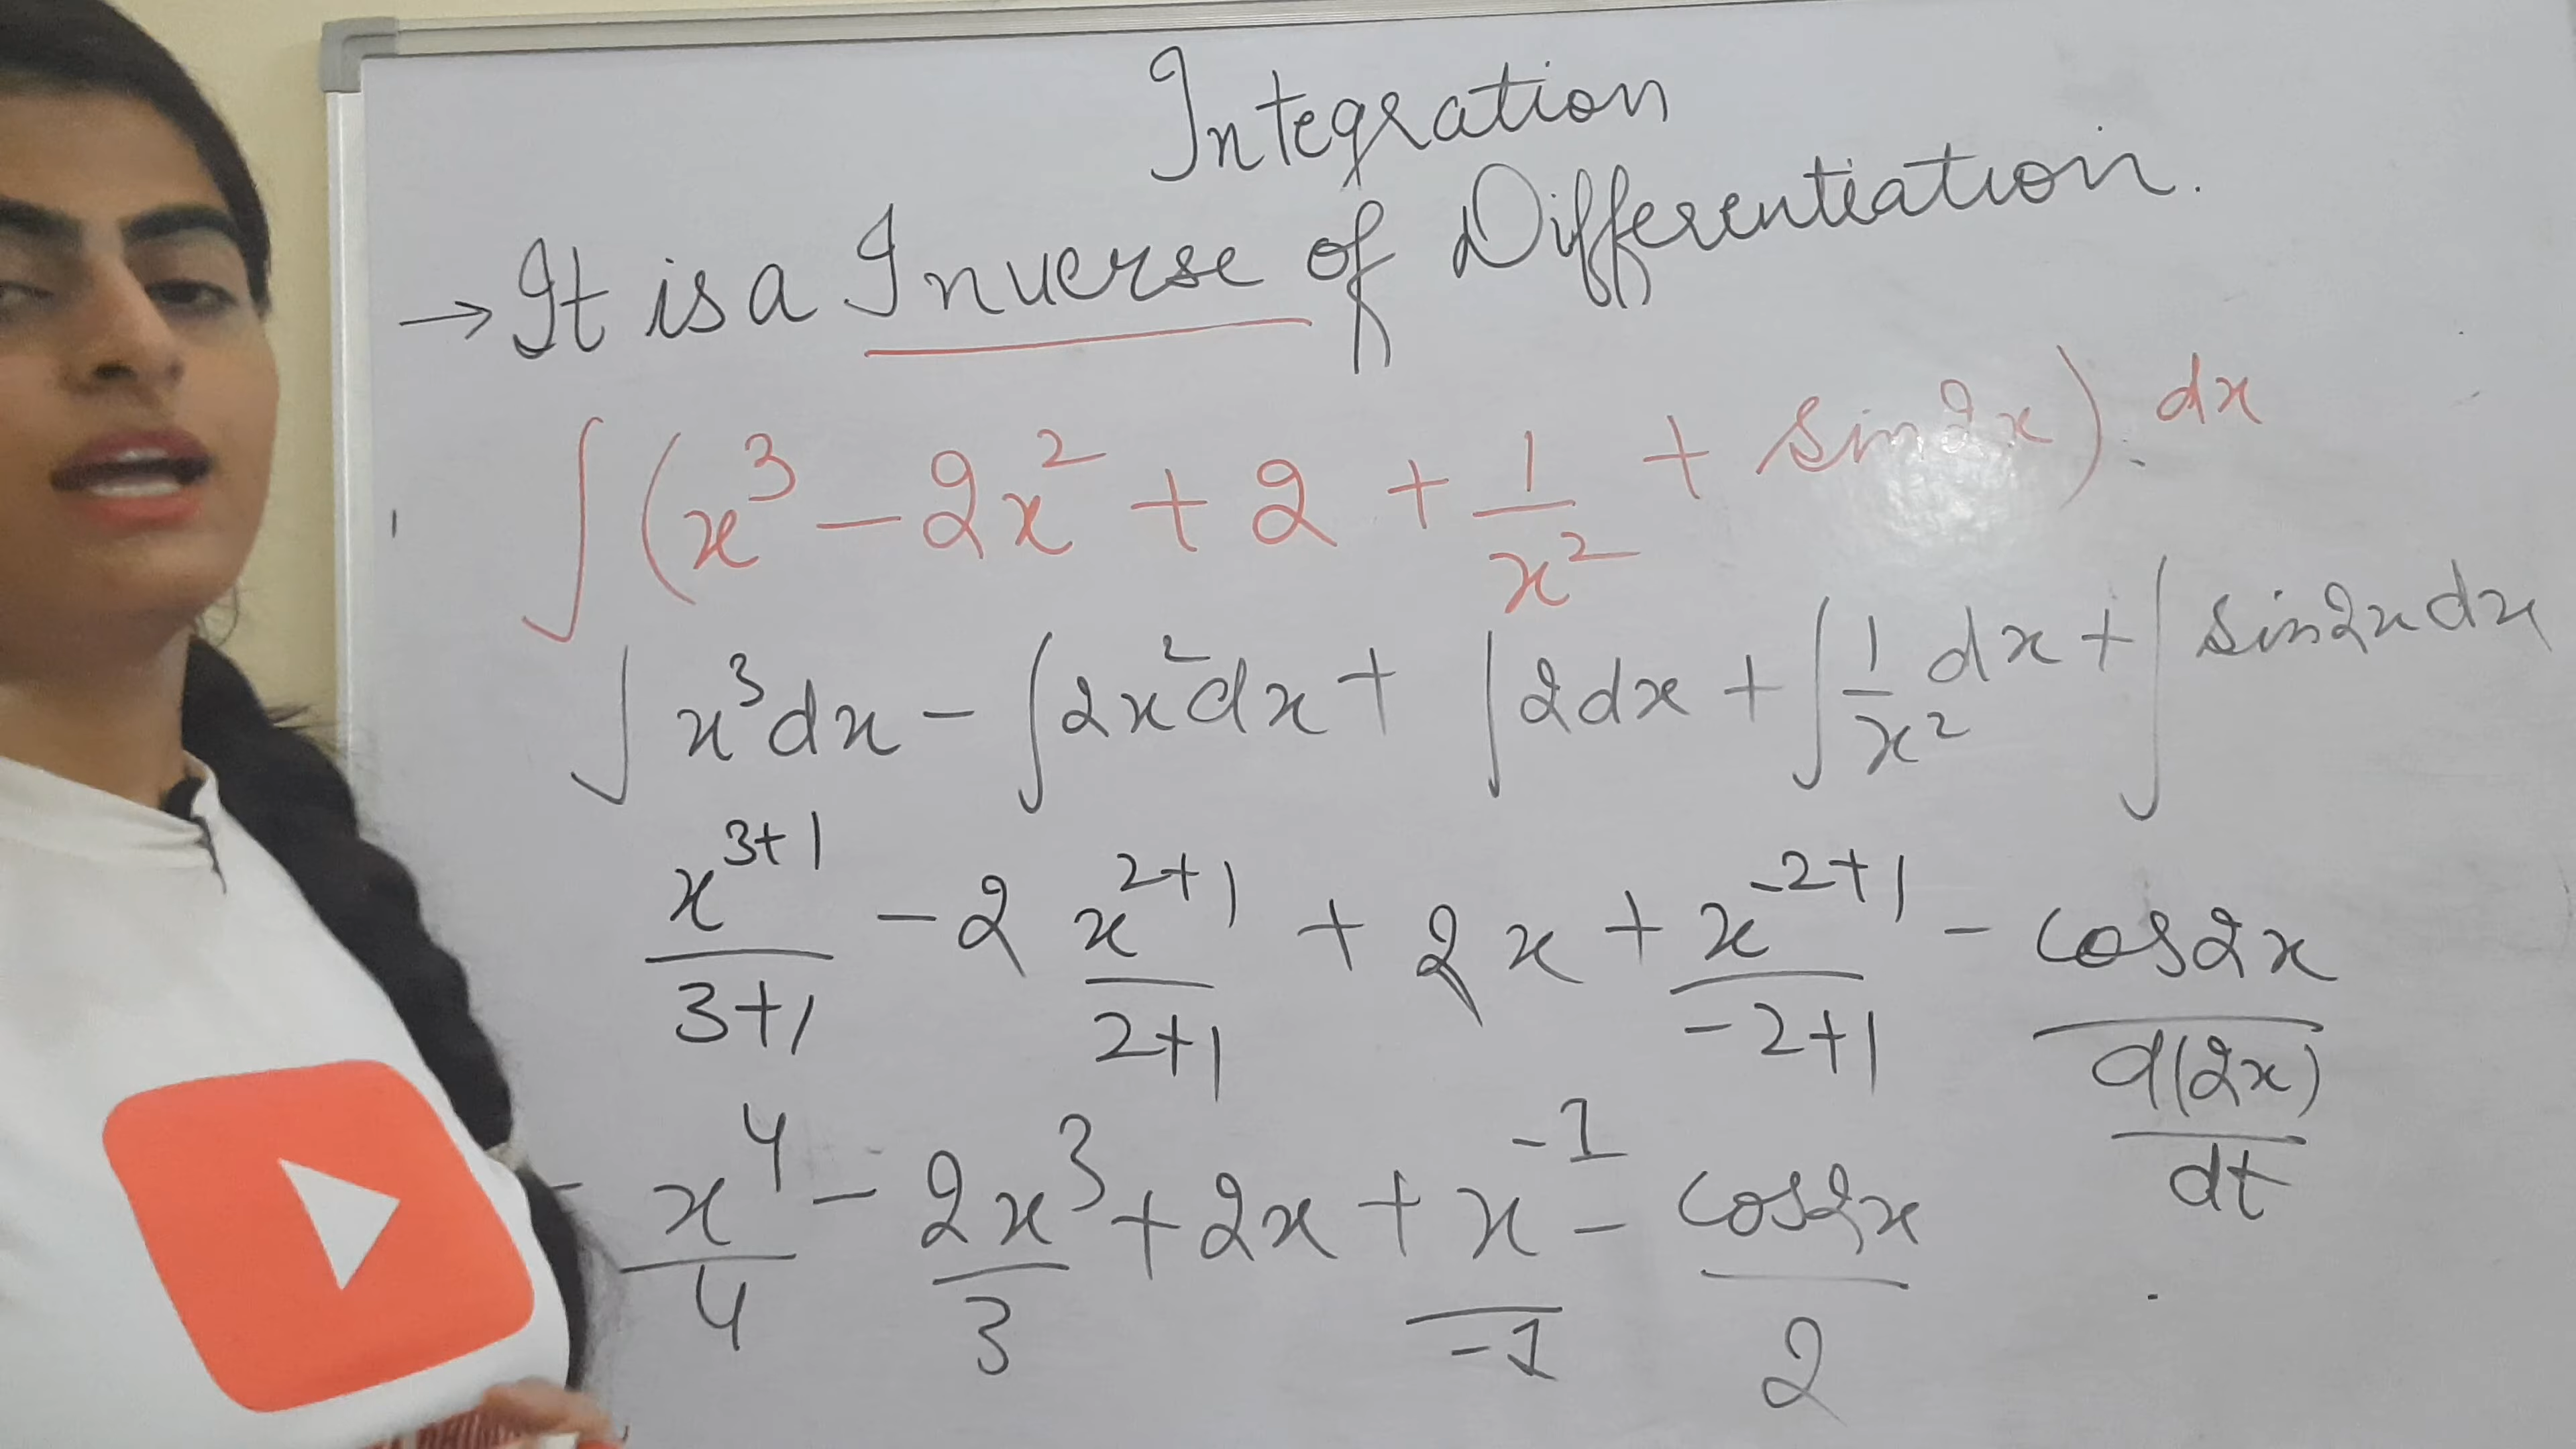 Integration
→ It is a Inverse of Differentiation.
∫ (x³ - 2x² + 2 + 1/x² + sin2x) . dx
∫ x³dx - ∫ 2x²dx + ∫ 2dx + ∫ 1/x² dx + ∫ sin2x dx
x³⁺¹/3+1 - 2 x²⁺¹/2+1 + 2x + x⁻²⁺¹/-2+1 - cos2x/(d(2x)/dt)
- x⁴/4 - 2x³/3 + 2x + x⁻¹/-1 - cos2x/2